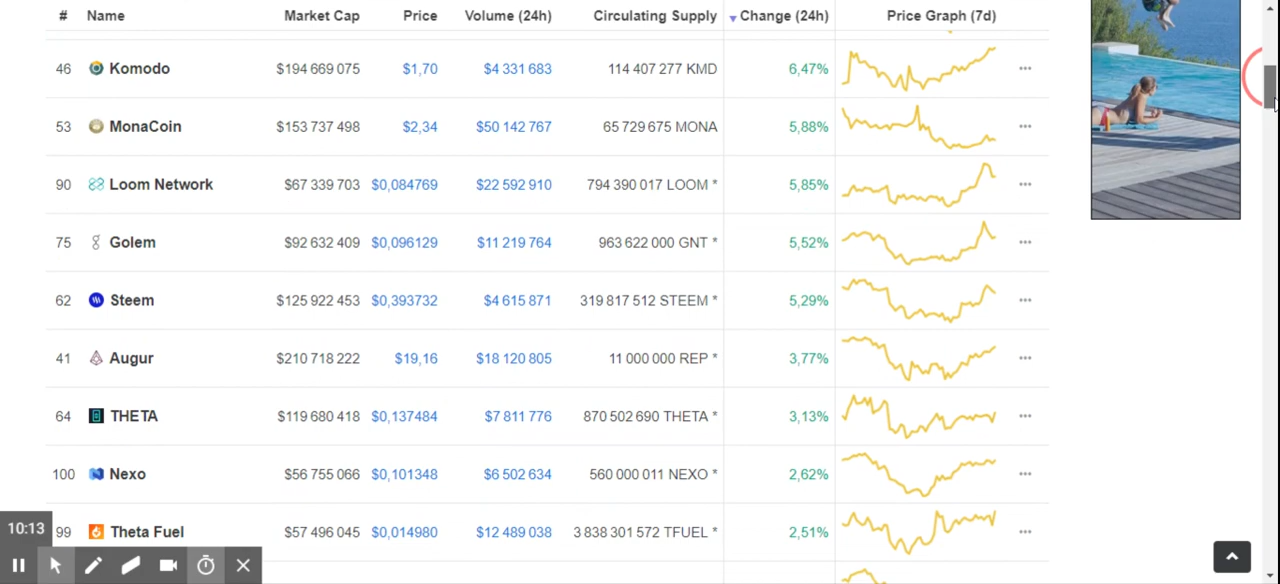 # Name Market Cap Price Volume (24h) Circulating Supply Change (24h) Price Graph (7d)
46 Komodo $194 669 075 $1,70 $4 331 683 114 407 277 KMD 6,47%
53 MonaCoin $153 737 498 $2,34 $50 142 767 65 729 675 MONA 5,88%
90 Loom Network $67 339 703 $0,084769 $22 592 910 794 390 017 LOOM * 5,85%
75 Golem $92 632 409 $0,096129 $11 219 764 963 622 000 GNT * 5,52%
62 Steem $125 922 453 $0,393732 $4 615 871 319 817 512 STEEM * 5,29%
41 Augur $210 718 222 $19,16 $18 120 805 11 000 000 REP * 3,77%
64 THETA $119 680 418 $0,137484 $7 811 776 870 502 690 THETA * 3,13%
100 Nexo $56 755 066 $0,101348 $6 502 634 560 000 011 NEXO * 2,62%
10:13
99 Theta Fuel $57 496 045 $0,014980 $12 489 038 3 838 301 572 TFUEL * 2,51%